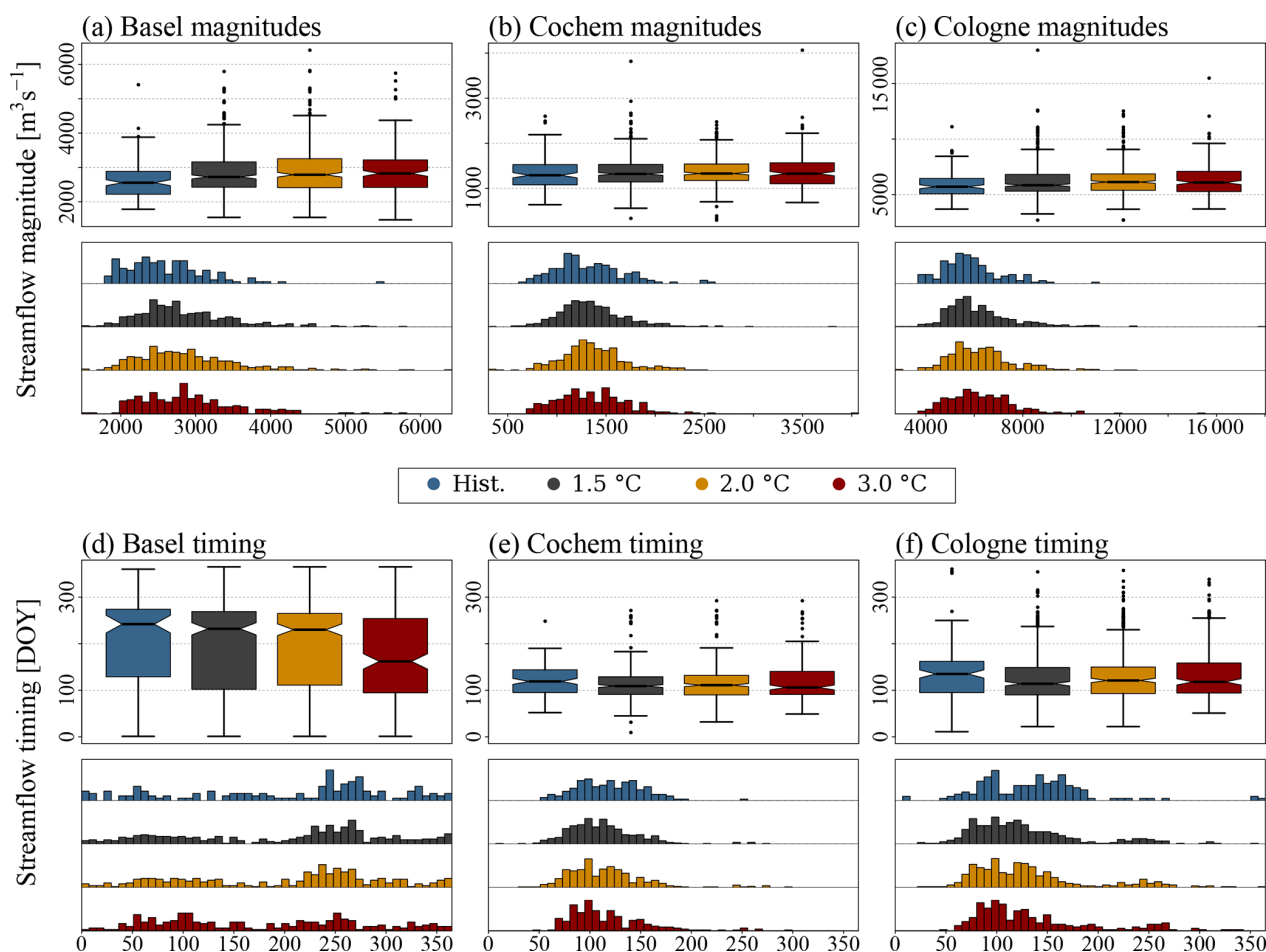 (a) Basel magnitudes
(b) Cochem magnitudes
(c) Cologne magnitudes
Streamflow magnitude [m³ s⁻¹]
2000 4000 6000
1000 3000
5000 15 000
2000 3000 4000 5000 6000
500 1500 2500 3500
4000 8000 12 000 16 000
Hist. 1.5 °C 2.0 °C 3.0 °C
(d) Basel timing
(e) Cochem timing
(f) Cologne timing
Streamflow timing [DOY]
0 100 300
0 100 300
0 100 300
0 50 100 150 200 250 300 350
0 50 100 150 200 250 300 350
0 50 100 150 200 250 300 350